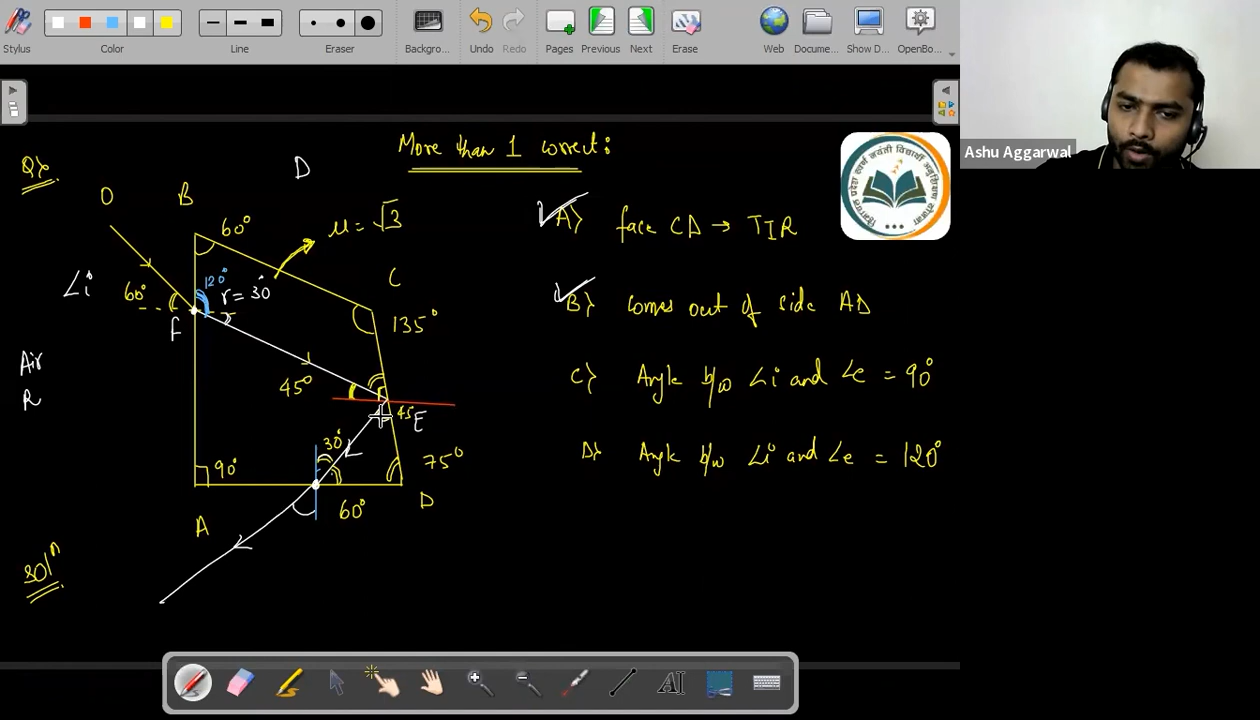 Stylus
Color
Line
Eraser
Backgro...
Undo
Redo
Pages
Previous
Next
Erase
Web
Docume...
Show D...
OpenBo...
Ashu Aggarwal
More than 1 correct:
Q)
D
O
B
60°
μ = √3
A) face CD → TIR
∠i
60°
120°
r = 30°
C
B) comes out of side AD
F
135°
Air
R
45°
C) Angle b/w ∠i and ∠e = 90°
45
E
30°
90°
75°
D) Angle b/w ∠i and ∠e = 120°
60°
D
A
Solⁿ